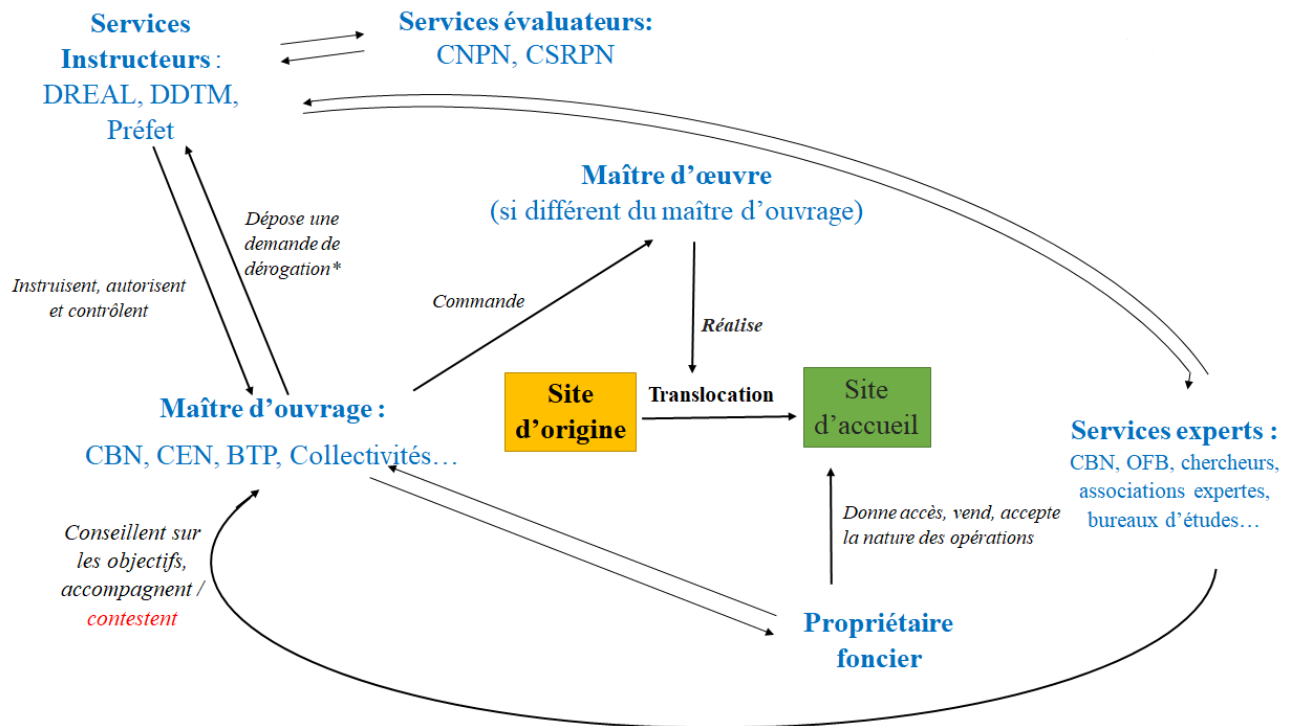 Services
Instructeurs :
DREAL, DDTM,
Préfet
Services évaluateurs:
CNPN, CSRPN
Maître d’œuvre
(si différent du maître d’ouvrage)
Dépose une
demande de
dérogation*
Instruisent, autorisent
et contrôlent
Commande
Réalise
Site
d’origine
Translocation
Site
d’accueil
Maître d’ouvrage :
CBN, CEN, BTP, Collectivités…
Services experts :
CBN, OFB, chercheurs,
associations expertes,
bureaux d’études…
Conseillent sur
les objectifs,
accompagnent /
contestent
Donne accès, vend, accepte
la nature des opérations
Propriétaire
foncier